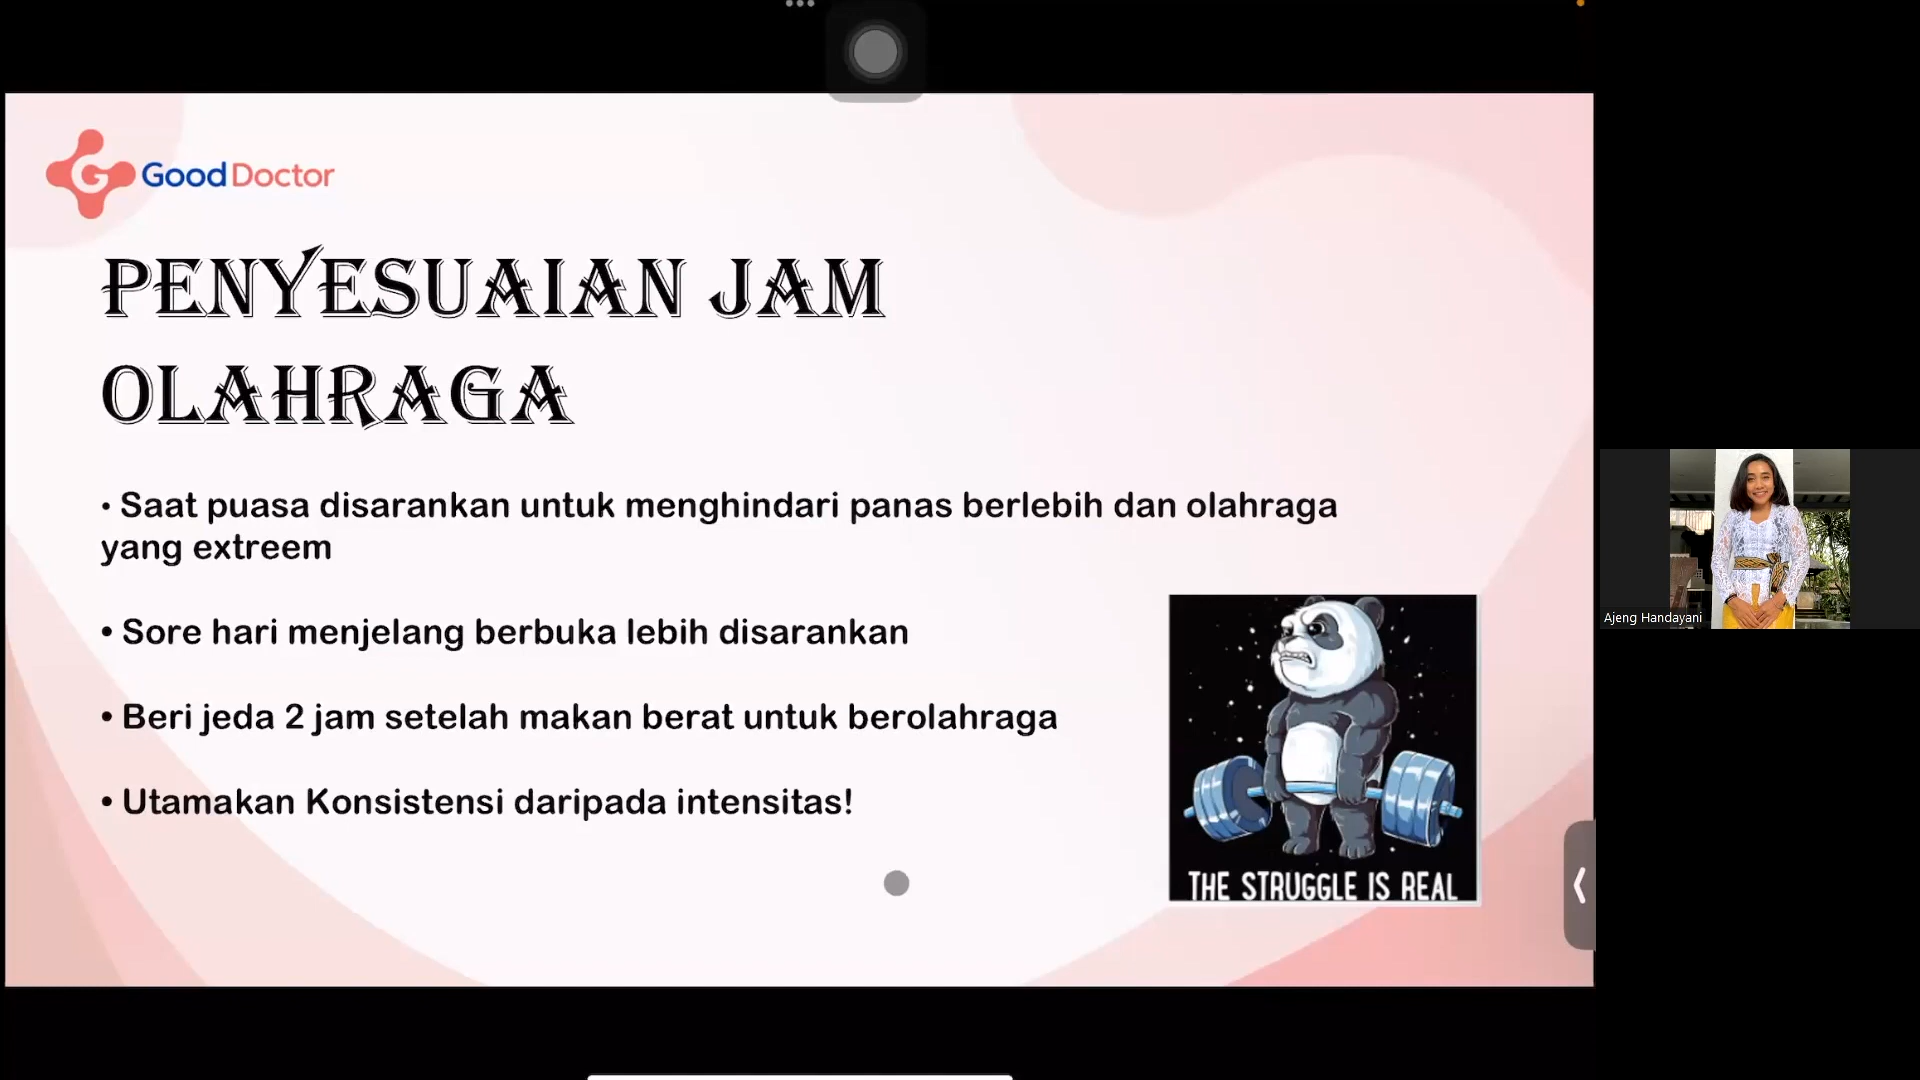 GoodDoctor
PENYESUAIAN JAM
OLAHRAGA
• Saat puasa disarankan untuk menghindari panas berlebih dan olahraga
yang extreem
• Sore hari menjelang berbuka lebih disarankan
• Beri jeda 2 jam setelah makan berat untuk berolahraga
• Utamakan Konsistensi daripada intensitas!
THE STRUGGLE IS REAL
Ajeng Handayani